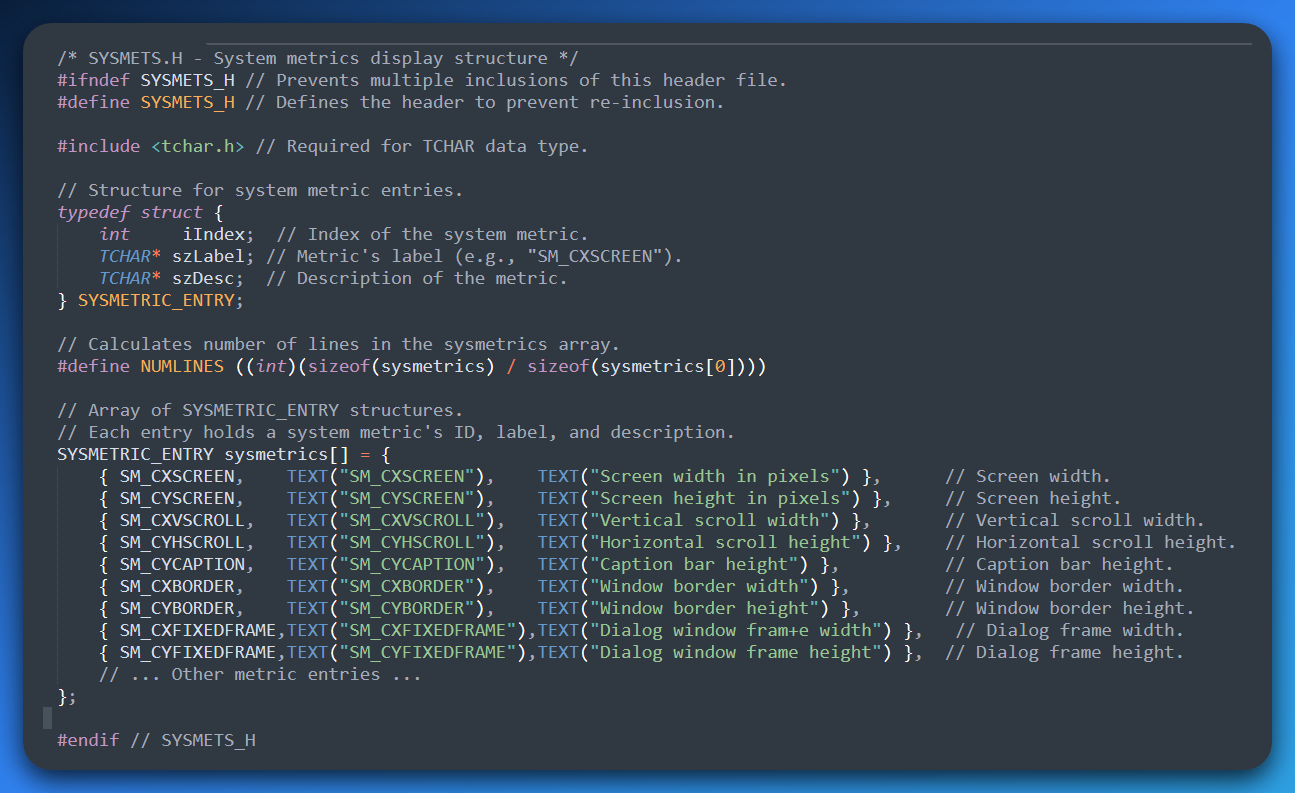 /* SYSMETS.H - System metrics display structure */
#ifndef SYSMETS_H // Prevents multiple inclusions of this header file.
#define SYSMETS_H // Defines the header to prevent re-inclusion.

#include <tchar.h> // Required for TCHAR data type.

// Structure for system metric entries.
typedef struct {
    int     iIndex;  // Index of the system metric.
    TCHAR* szLabel; // Metric's label (e.g., "SM_CXSCREEN").
    TCHAR* szDesc;  // Description of the metric.
} SYSMETRIC_ENTRY;

// Calculates number of lines in the sysmetrics array.
#define NUMLINES ((int)(sizeof(sysmetrics) / sizeof(sysmetrics[0])))

// Array of SYSMETRIC_ENTRY structures.
// Each entry holds a system metric's ID, label, and description.
SYSMETRIC_ENTRY sysmetrics[] = {
    { SM_CXSCREEN,    TEXT("SM_CXSCREEN"),    TEXT("Screen width in pixels") },      // Screen width.
    { SM_CYSCREEN,    TEXT("SM_CYSCREEN"),    TEXT("Screen height in pixels") },     // Screen height.
    { SM_CXVSCROLL,   TEXT("SM_CXVSCROLL"),   TEXT("Vertical scroll width") },       // Vertical scroll width.
    { SM_CYHSCROLL,   TEXT("SM_CYHSCROLL"),   TEXT("Horizontal scroll height") },    // Horizontal scroll height.
    { SM_CYCAPTION,   TEXT("SM_CYCAPTION"),   TEXT("Caption bar height") },          // Caption bar height.
    { SM_CXBORDER,    TEXT("SM_CXBORDER"),    TEXT("Window border width") },         // Window border width.
    { SM_CYBORDER,    TEXT("SM_CYBORDER"),    TEXT("Window border height") },        // Window border height.
    { SM_CXFIXEDFRAME,TEXT("SM_CXFIXEDFRAME"),TEXT("Dialog window fram+e width") },   // Dialog frame width.
    { SM_CYFIXEDFRAME,TEXT("SM_CYFIXEDFRAME"),TEXT("Dialog window frame height") },  // Dialog frame height.
    // ... Other metric entries ...
};

#endif // SYSMETS_H